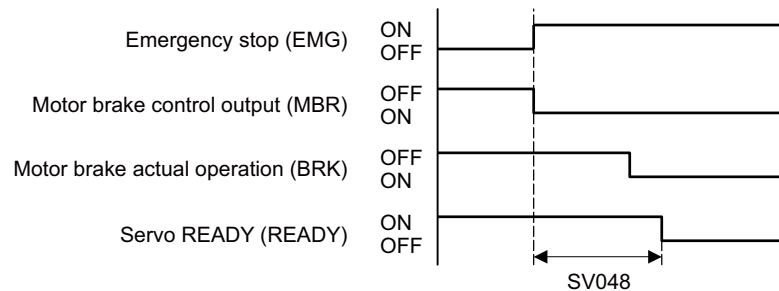 Emergency stop (EMG) ON
OFF
Motor brake control output (MBR) OFF
ON
Motor brake actual operation (BRK) OFF
ON
Servo READY (READY) ON
OFF
SV048